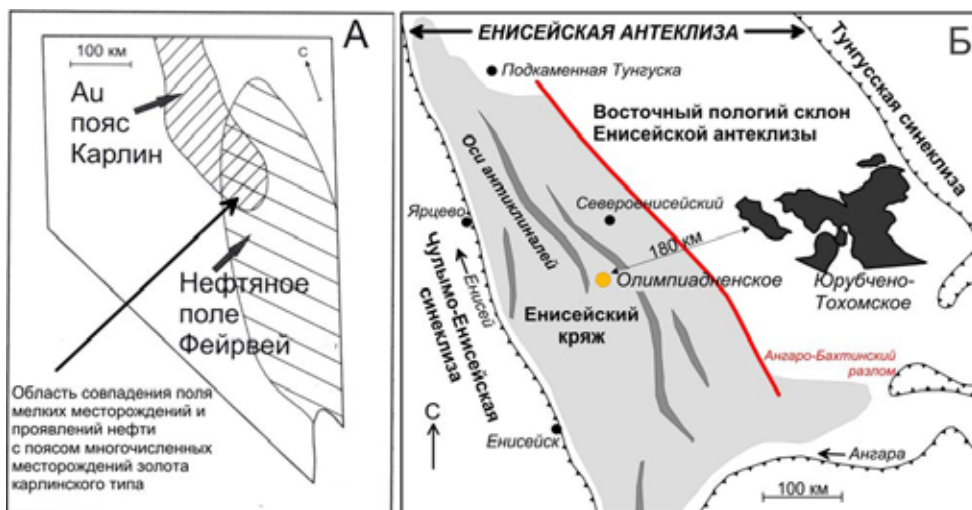 А
100 км
С
Au
пояс
Карлин
Нефтяное
поле
Фейрвей
Область совпадения поля
мелких месторождений и
проявлений нефти
с поясом многочисленных
месторождений золота
карлинского типа
Б
ЕНИСЕЙСКАЯ АНТЕКЛИЗА
Подкаменная Тунгуска
Тунгусская синеклиза
Восточный пологий склон
Енисейской антеклизы
Оси антиклиналей
Североенисейский
Ярцево
180 км
Олимпиадненское
Юрубчено-
Тохомское
Енисей
Чулымо-Енисейская
синеклиза
Енисейский
кряж
Ангаро-Бахтинский
разлом
С
Енисейск
Ангара
100 км